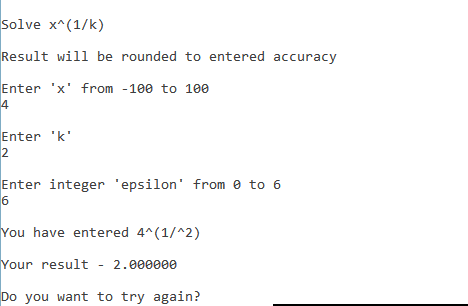 Solve x^(1/k)
Result will be rounded to entered accuracy
Enter 'x' from -100 to 100
4
Enter 'k'
2
Enter integer 'epsilon' from 0 to 6
6
You have entered 4^(1/^2)
Your result - 2.000000
Do you want to try again?